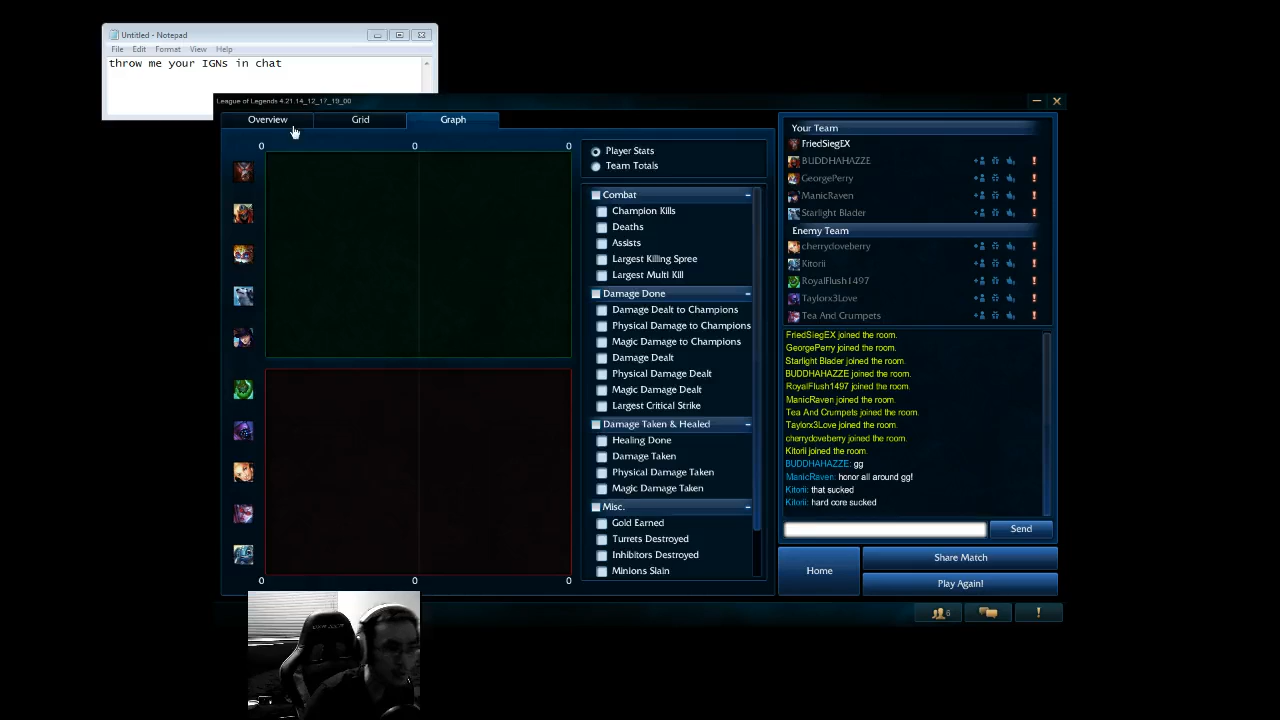 Untitled - Notepad
File Edit Format View Help
throw me your IGNs in chat
League of Legends 4.21.14_12_17_19_00
Overview Grid Graph
0 0 0
0 0 0
Player Stats
Team Totals
Combat
Champion Kills
Deaths
Assists
Largest Killing Spree
Largest Multi Kill
Damage Done
Damage Dealt to Champions
Physical Damage to Champions
Magic Damage to Champions
Damage Dealt
Physical Damage Dealt
Magic Damage Dealt
Largest Critical Strike
Damage Taken & Healed
Healing Done
Damage Taken
Physical Damage Taken
Magic Damage Taken
Misc.
Gold Earned
Turrets Destroyed
Inhibitors Destroyed
Minions Slain
Your Team
FriedSiegEX
BUDDHAHAZZE
GeorgePerry
ManicRaven
Starlight Blader
Enemy Team
cherrydoveberry
Kitorii
RoyalFlush1497
Taylorx3Love
Tea And Crumpets
FriedSiegEX joined the room.
GeorgePerry joined the room.
Starlight Blader joined the room.
BUDDHAHAZZE joined the room.
RoyalFlush1497 joined the room.
ManicRaven joined the room.
Tea And Crumpets joined the room.
Taylorx3Love joined the room.
cherrydoveberry joined the room.
Kitorii joined the room.
BUDDHAHAZZE: gg
ManicRaven: honor all around gg!
Kitorii: that sucked
Kitorii: hard core sucked
Send
Home
Share Match
Play Again!
6